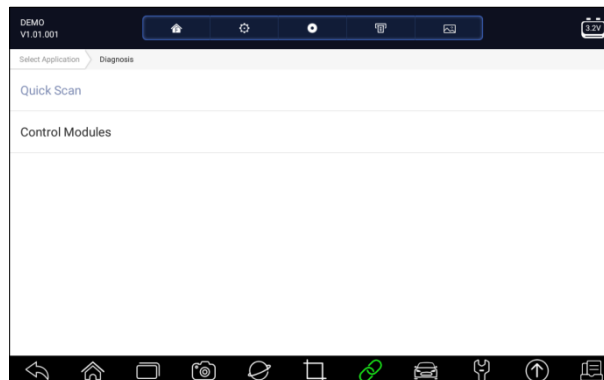 DEMO
V1.01.001
3.2V
Select Application Diagnosis
Quick Scan
Control Modules